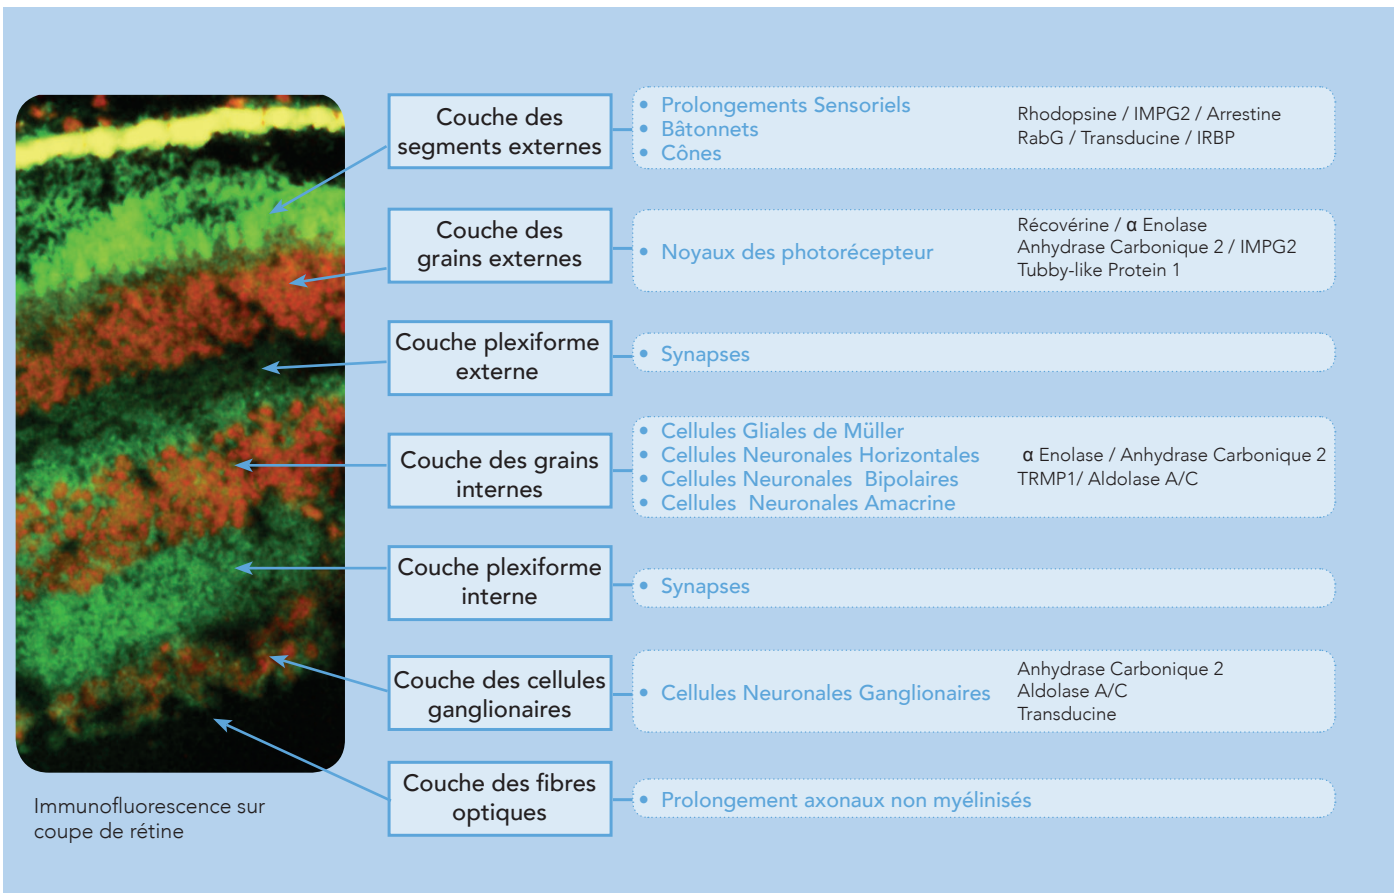 Couche des
segments externes
• Prolongements Sensoriels
• Bâtonnets
• Cônes
Rhodopsine / IMPG2 / Arrestine
RabG / Transducine / IRBP
Couche des
grains externes
• Noyaux des photorécepteur
Récovérine / α Enolase
Anhydrase Carbonique 2 / IMPG2
Tubby-like Protein 1
Couche plexiforme
externe
• Synapses
Couche des grains
internes
• Cellules Gliales de Müller
• Cellules Neuronales Horizontales
• Cellules Neuronales Bipolaires
• Cellules Neuronales Amacrine
α Enolase / Anhydrase Carbonique 2
TRMP1/ Aldolase A/C
Couche plexiforme
interne
• Synapses
Couche des cellules
ganglionaires
• Cellules Neuronales Ganglionaires
Anhydrase Carbonique 2
Aldolase A/C
Transducine
Couche des fibres
optiques
• Prolongement axonaux non myélinisés
Immunofluorescence sur
coupe de rétine